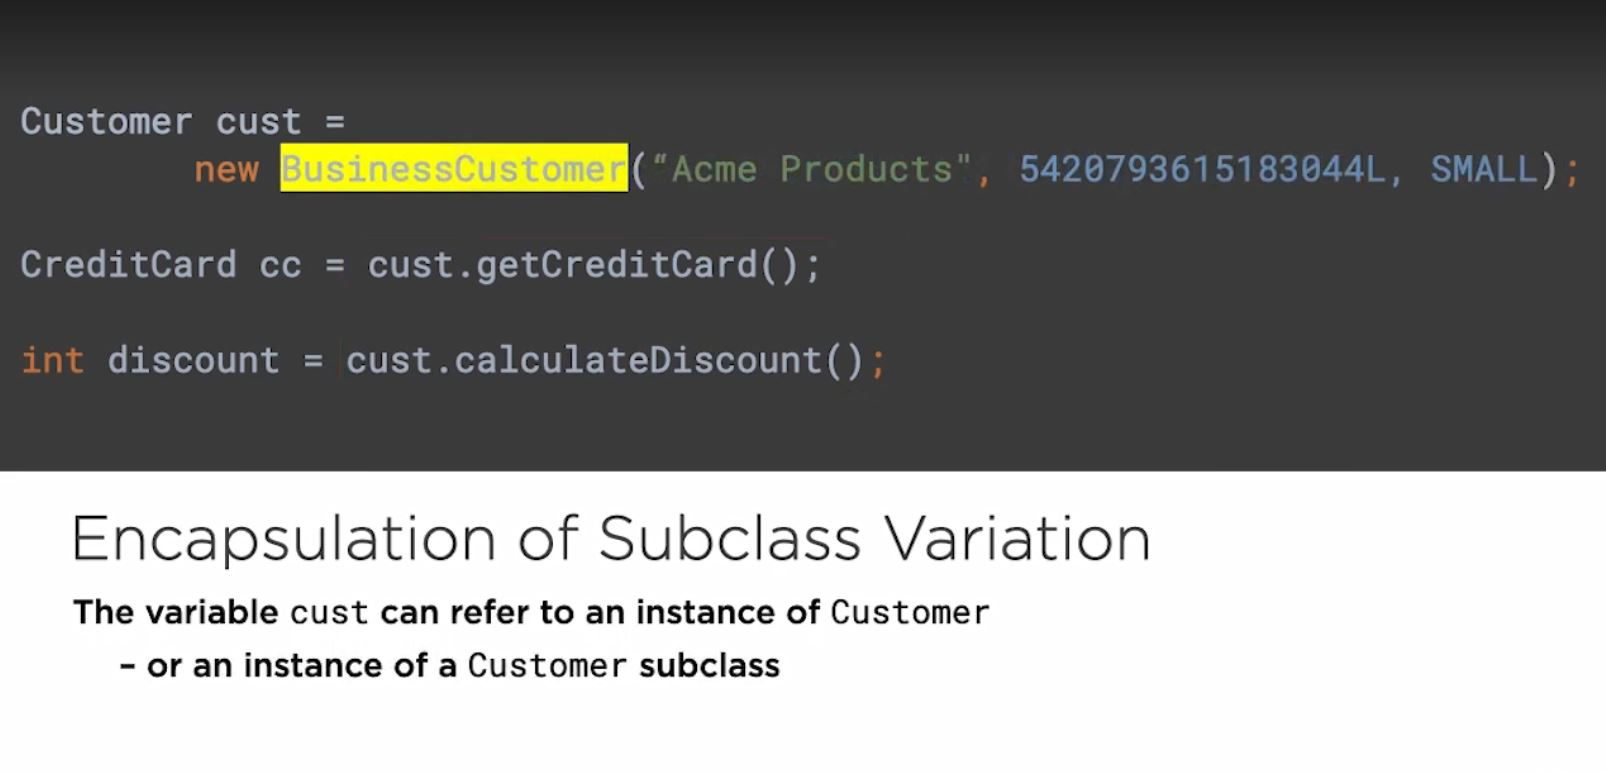 Customer cust =
new BusinessCustomer(“Acme Products", 5420793615183044L, SMALL);
CreditCard cc = cust.getCreditCard();
int discount = cust.calculateDiscount();
Encapsulation of Subclass Variation
The variable cust can refer to an instance of Customer
– or an instance of a Customer subclass